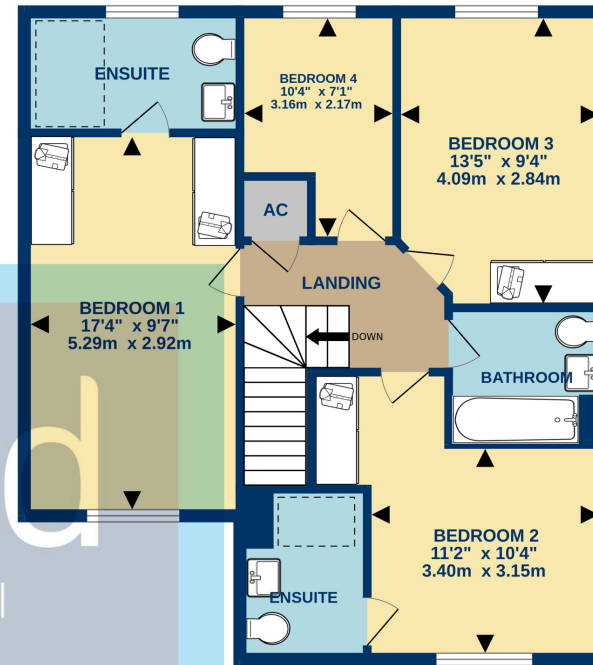 ENSUITE
BEDROOM 4
10'4" x 7'1"
3.16m x 2.17m
BEDROOM 3
13'5" x 9'4"
4.09m x 2.84m
AC
LANDING
BEDROOM 1
17'4" x 9'7"
5.29m x 2.92m
DOWN
BATHROOM
d
BEDROOM 2
11'2" x 10'4"
3.40m x 3.15m
ENSUITE